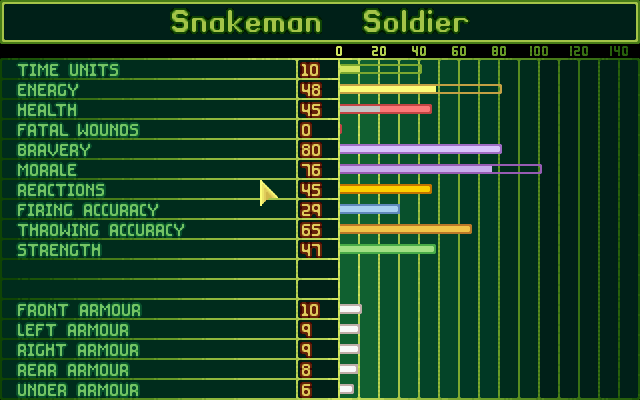 Snakeman Soldier
0 20 40 60 80 100 120 140
TIME UNITS 10
ENERGY 48
HEALTH 45
FATAL WOUNDS 0
BRAVERY 80
MORALE 76
REACTIONS 45
FIRING ACCURACY 29
THROWING ACCURACY 65
STRENGTH 47
FRONT ARMOUR 10
LEFT ARMOUR 9
RIGHT ARMOUR 9
REAR ARMOUR 8
UNDER ARMOUR 6